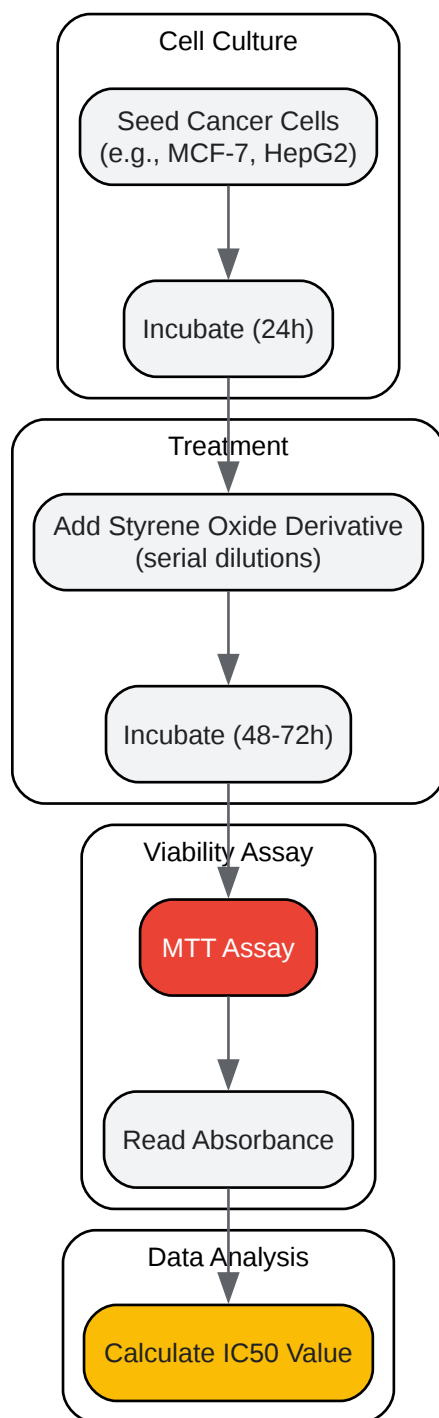 Cell Culture
Seed Cancer Cells
(e.g., MCF-7, HepG2)
Incubate (24h)
Treatment
Add Styrene Oxide Derivative
(serial dilutions)
Incubate (48-72h)
Viability Assay
MTT Assay
Read Absorbance
Data Analysis
Calculate IC50 Value